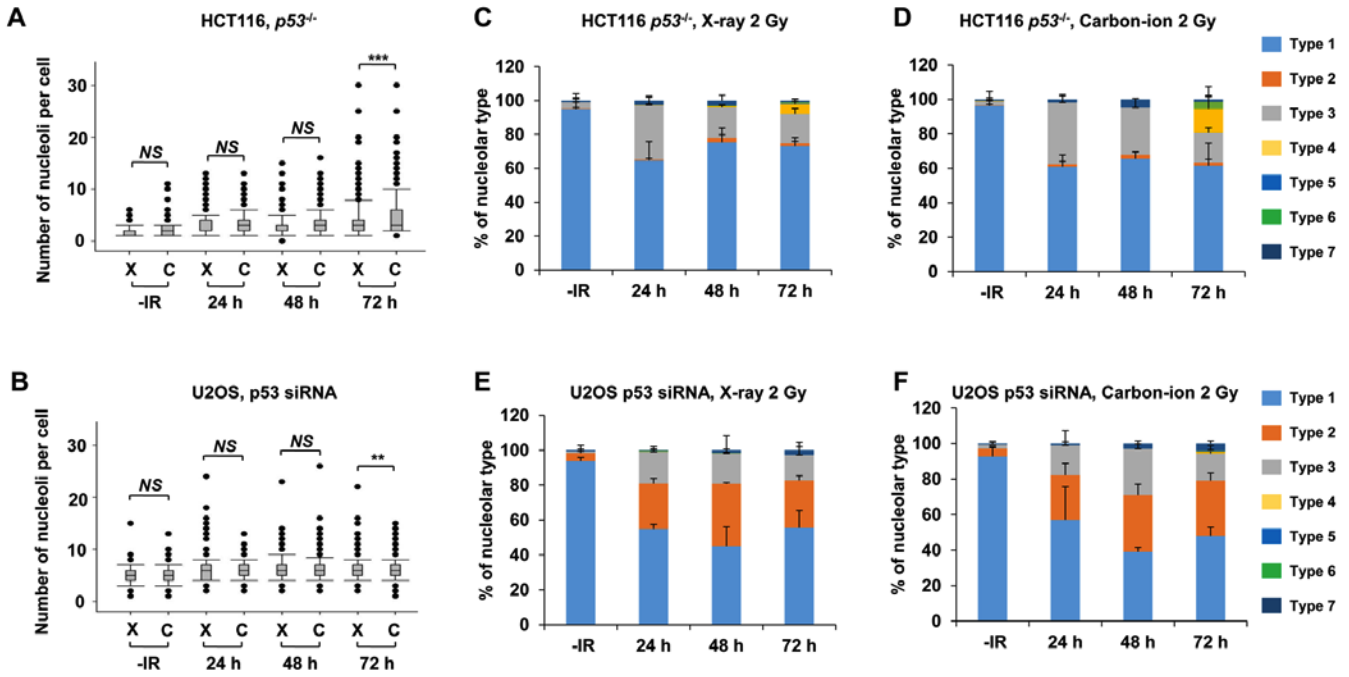 A
HCT116, p53-/-
Number of nucleoli per cell
30
20
10
0
NS
NS
NS
***
X C X C X C X C
-IR 24 h 48 h 72 h
C
HCT116 p53-/-, X-ray 2 Gy
% of nucleolar type
120
100
80
60
40
20
0
-IR 24 h 48 h 72 h
D
HCT116 p53-/-, Carbon-ion 2 Gy
% of nucleolar type
120
100
80
60
40
20
0
-IR 24 h 48 h 72 h
Type 1
Type 2
Type 3
Type 4
Type 5
Type 6
Type 7
B
U2OS, p53 siRNA
Number of nucleoli per cell
30
20
10
0
NS
NS
NS
**
X C X C X C X C
-IR 24 h 48 h 72 h
E
U2OS p53 siRNA, X-ray 2 Gy
% of nucleolar type
120
100
80
60
40
20
0
-IR 24 h 48 h 72 h
F
U2OS p53 siRNA, Carbon-ion 2 Gy
% of nucleolar type
120
100
80
60
40
20
0
-IR 24 h 48 h 72 h
Type 1
Type 2
Type 3
Type 4
Type 5
Type 6
Type 7